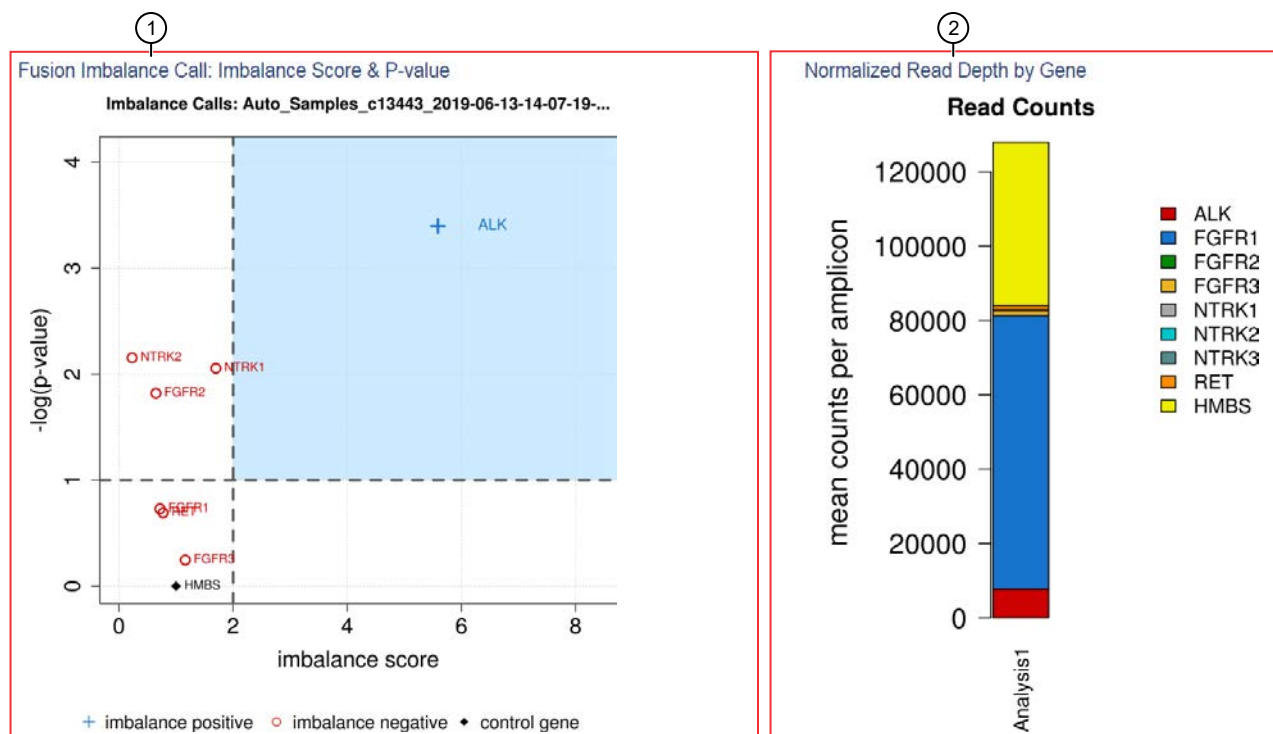 1
Fusion Imbalance Call: Imbalance Score & P-value
Imbalance Calls: Auto_Samples_c13443_2019-06-13-14-07-19-...
-log(p-value)
4
3
2
1
0
ALK
NTRK2
NTRK1
FGFR2
FGFR1
RET
FGFR3
HMBS
0 2 4 6 8
imbalance score
imbalance positive imbalance negative control gene
2
Normalized Read Depth by Gene
Read Counts
mean counts per amplicon
120000
100000
80000
60000
40000
20000
0
Analysis1
ALK
FGFR1
FGFR2
FGFR3
NTRK1
NTRK2
NTRK3
RET
HMBS